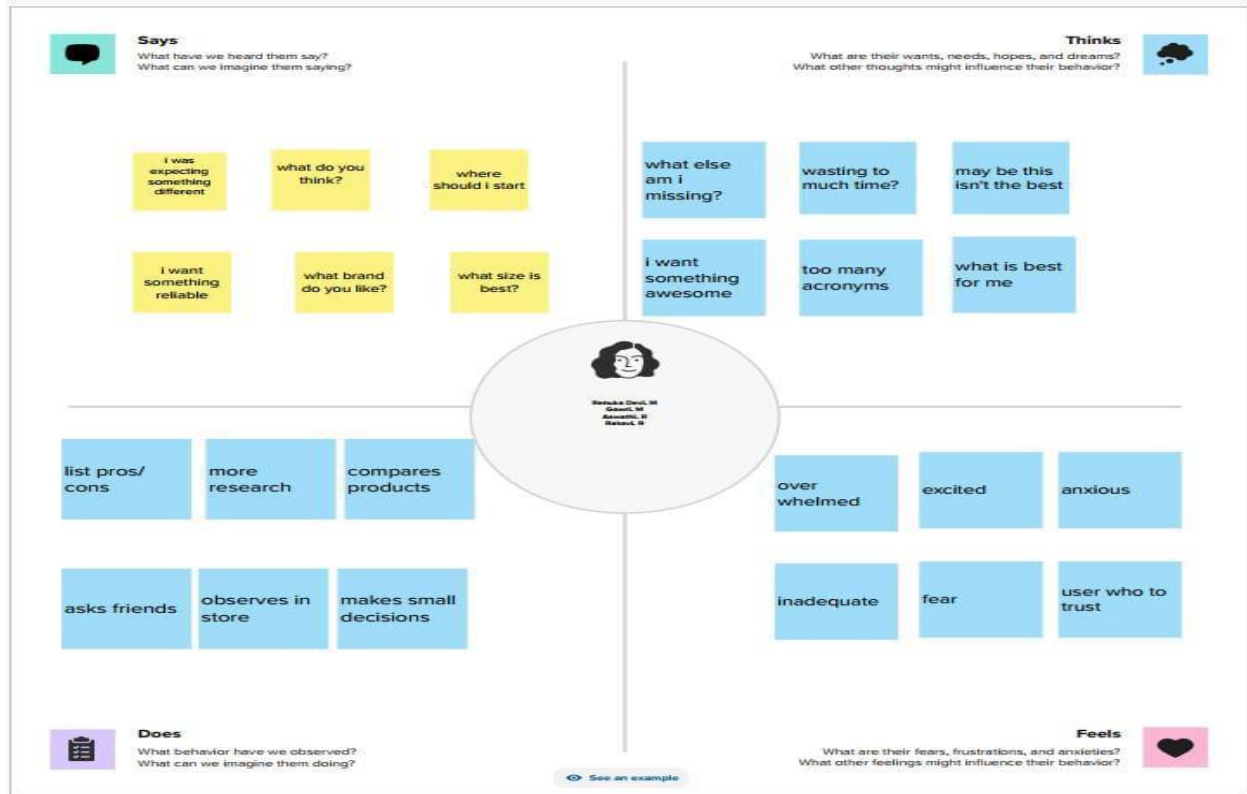 Says
What have we heard them say?
What can we imagine them saying?
i was
expecting
something
different
what do you
think?
where
should i start
i want
something
reliable
what brand
do you like?
what size is
best?
Thinks
What are their wants, needs, hopes, and dreams?
What other thoughts might influence their behavior?
what else
am i
missing?
wasting to
much time?
may be this
isn't the best
i want
something
awesome
too many
acronyms
what is best
for me
Renuka Devi. M
Gowri. M
Aswathi. R
list pros/
cons
more
research
compares
products
asks friends
observes in
store
makes small
decisions
Does
What behavior have we observed?
What can we imagine them doing?
over
whelmed
excited
anxious
inadequate
fear
user who to
trust
Feels
What are their fears, frustrations, and anxieties?
What other feelings might influence their behavior?
See an example